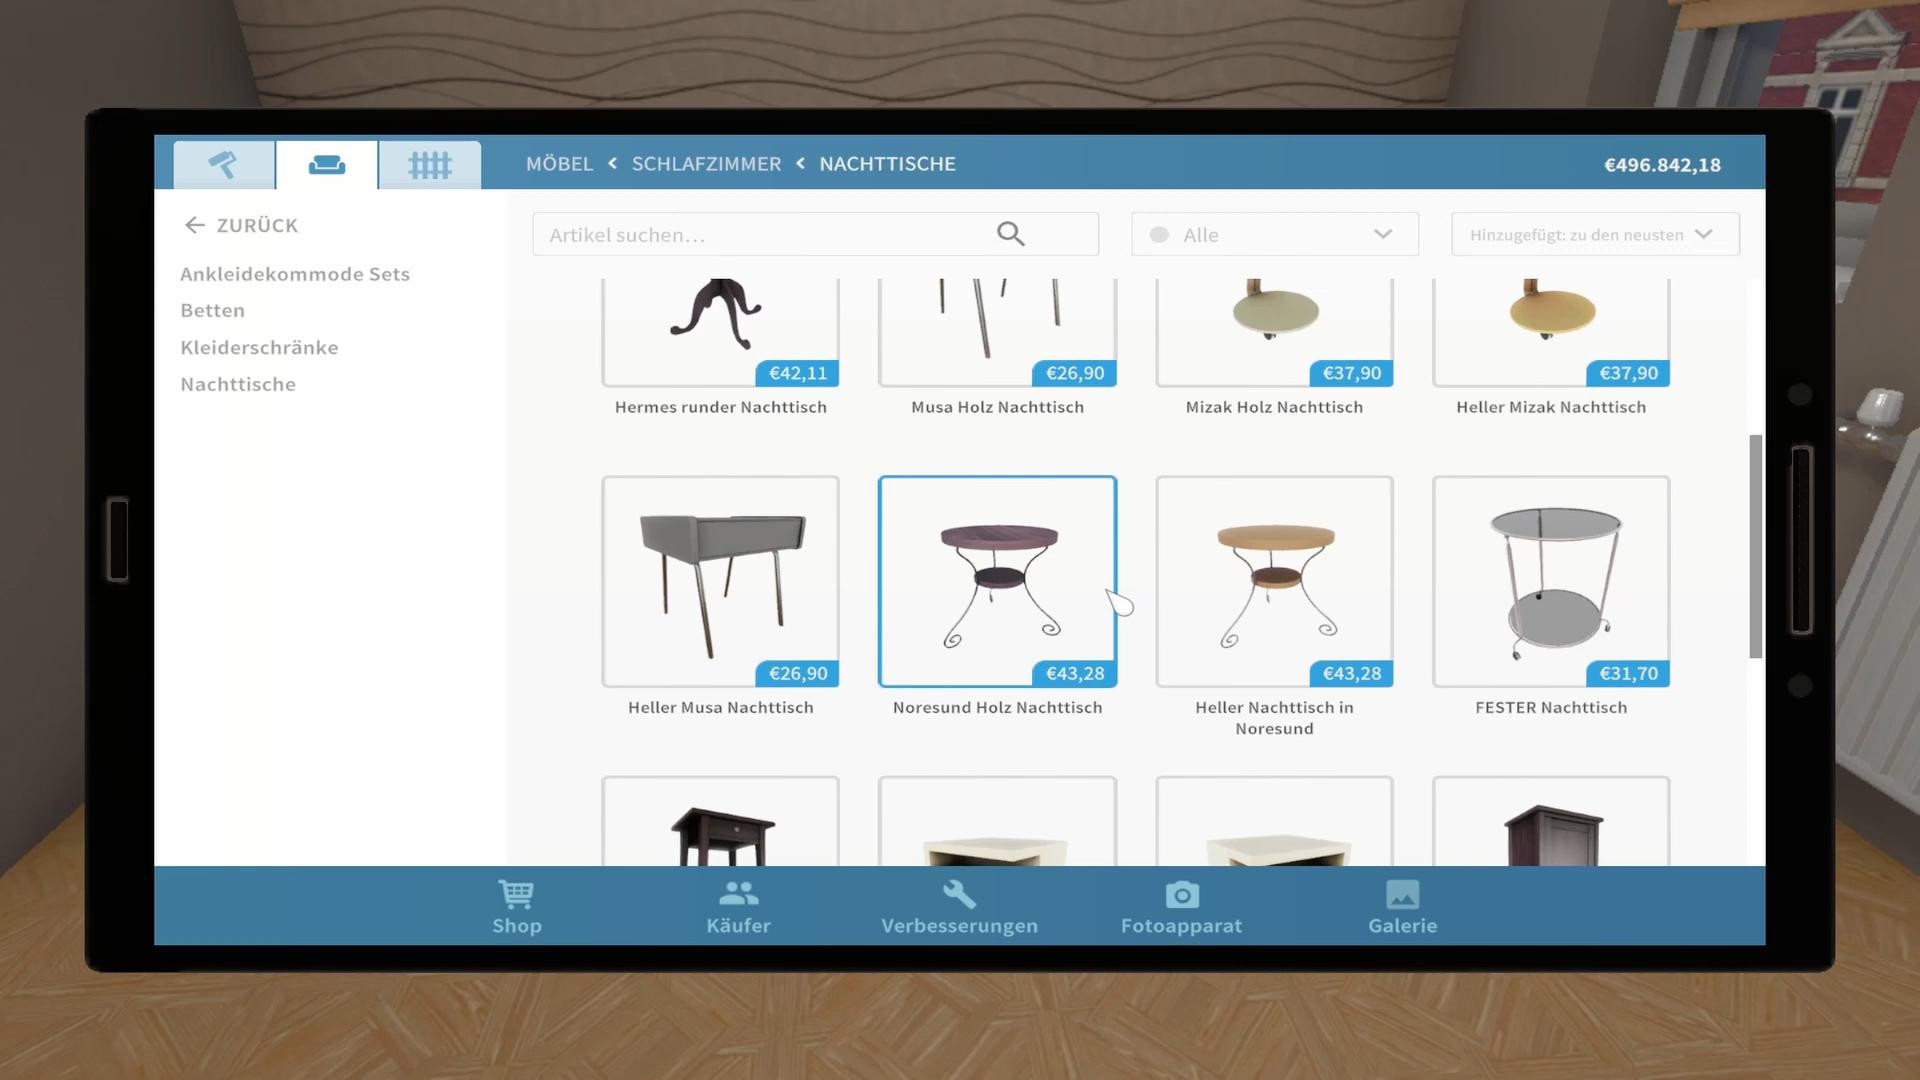 MÖBEL < SCHLAFZIMMER < NACHTTISCHE
€496.842,18
ZURÜCK
Ankleidekommode Sets
Betten
Kleiderschränke
Nachttische
Artikel suchen...
Alle
Hinzugefügt: zu den neusten
€42,11
€26,90
€37,90
€37,90
Hermes runder Nachttisch
Musa Holz Nachttisch
Mizak Holz Nachttisch
Heller Mizak Nachttisch
€26,90
€43,28
€43,28
€31,70
Heller Musa Nachttisch
Noresund Holz Nachttisch
Heller Nachttisch in
Noresund
FESTER Nachttisch
Shop
Käufer
Verbesserungen
Fotoapparat
Galerie